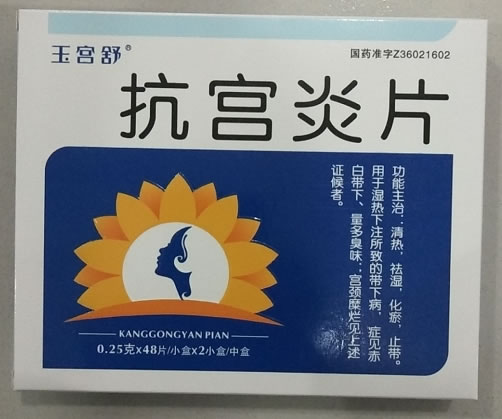 玉宫舒®
国药准字Z36021602
抗宫炎片
功能主治：清热，祛湿，化瘀，止带。
用于湿热下注所致的带下病，症见赤
白带下、量多臭味；宫颈糜烂见上述
证候者。
KANGGONGYAN PIAN
0.25克x48片/小盒x2小盒/中盒